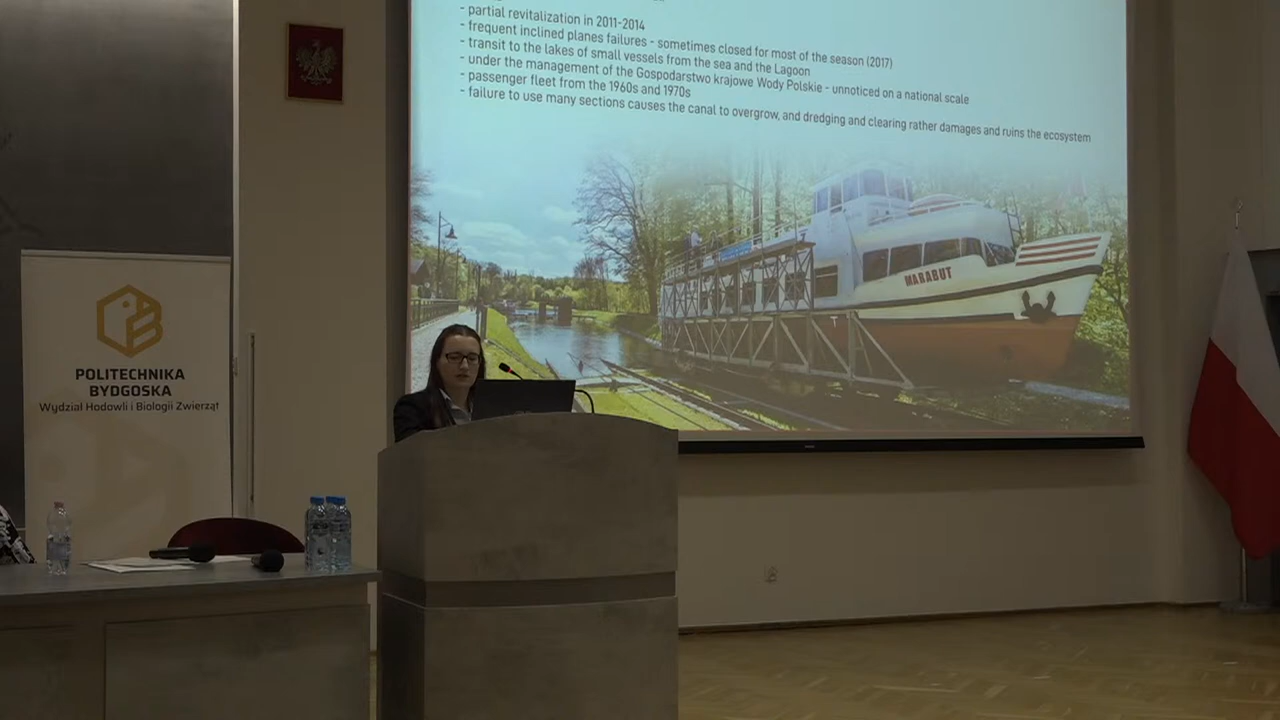 - partial revitalization in 2011-2014
- frequent inclined planes failures - sometimes closed for most of the season (2017)
- transit to the lakes of small vessels from the sea and the Lagoon
- under the management of the Gospodarstwo krajowe Wody Polskie - unnoticed on a national scale
- passenger fleet from the 1960s and 1970s
- failure to use many sections causes the canal to overgrow, and dredging and clearing rather damages and ruins the ecosystem
MARABUT
POLITECHNIKA
BYDGOSKA
Wydział Hodowli i Biologii Zwierząt